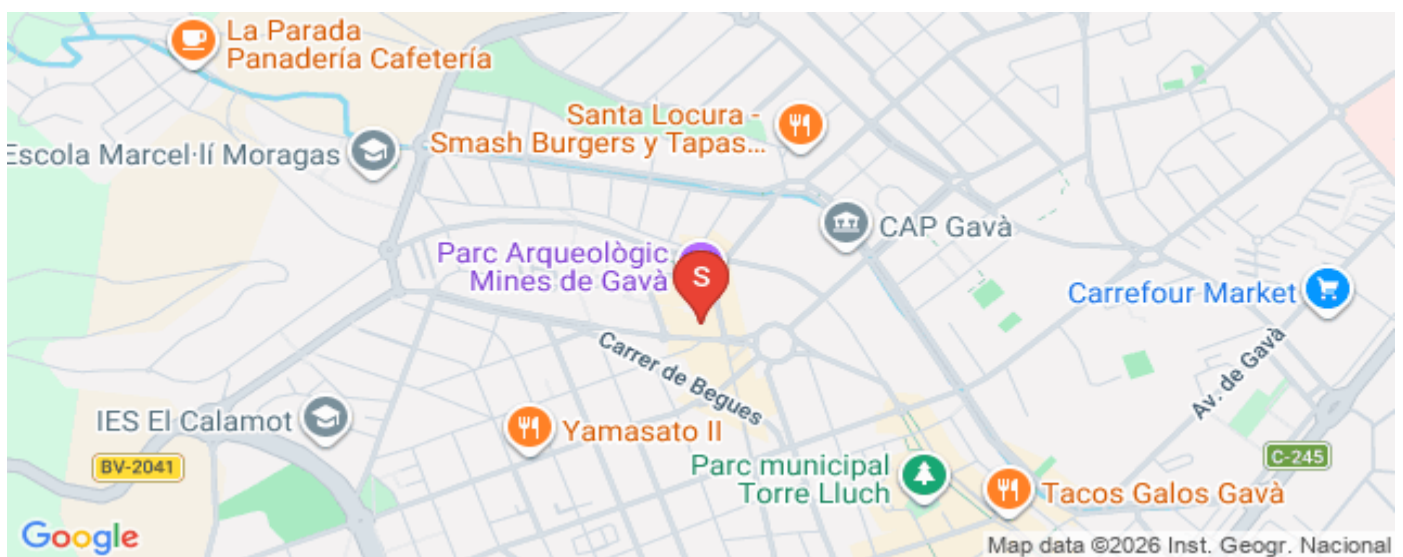 La Parada
Panadería Cafetería
Santa Locura -
Smash Burgers y Tapas...
Escola Marcel·lí Moragas
CAP Gavà
Parc Arqueològic
Mines de Gavà
S
Carrefour Market
Carrer de Begues
Av. de Gavà
IES El Calamot
Yamasato II
BV-2041
C-245
Parc municipal
Torre Lluch
Tacos Galos Gavà
Google
Map data ©2026 Inst. Geogr. Nacional